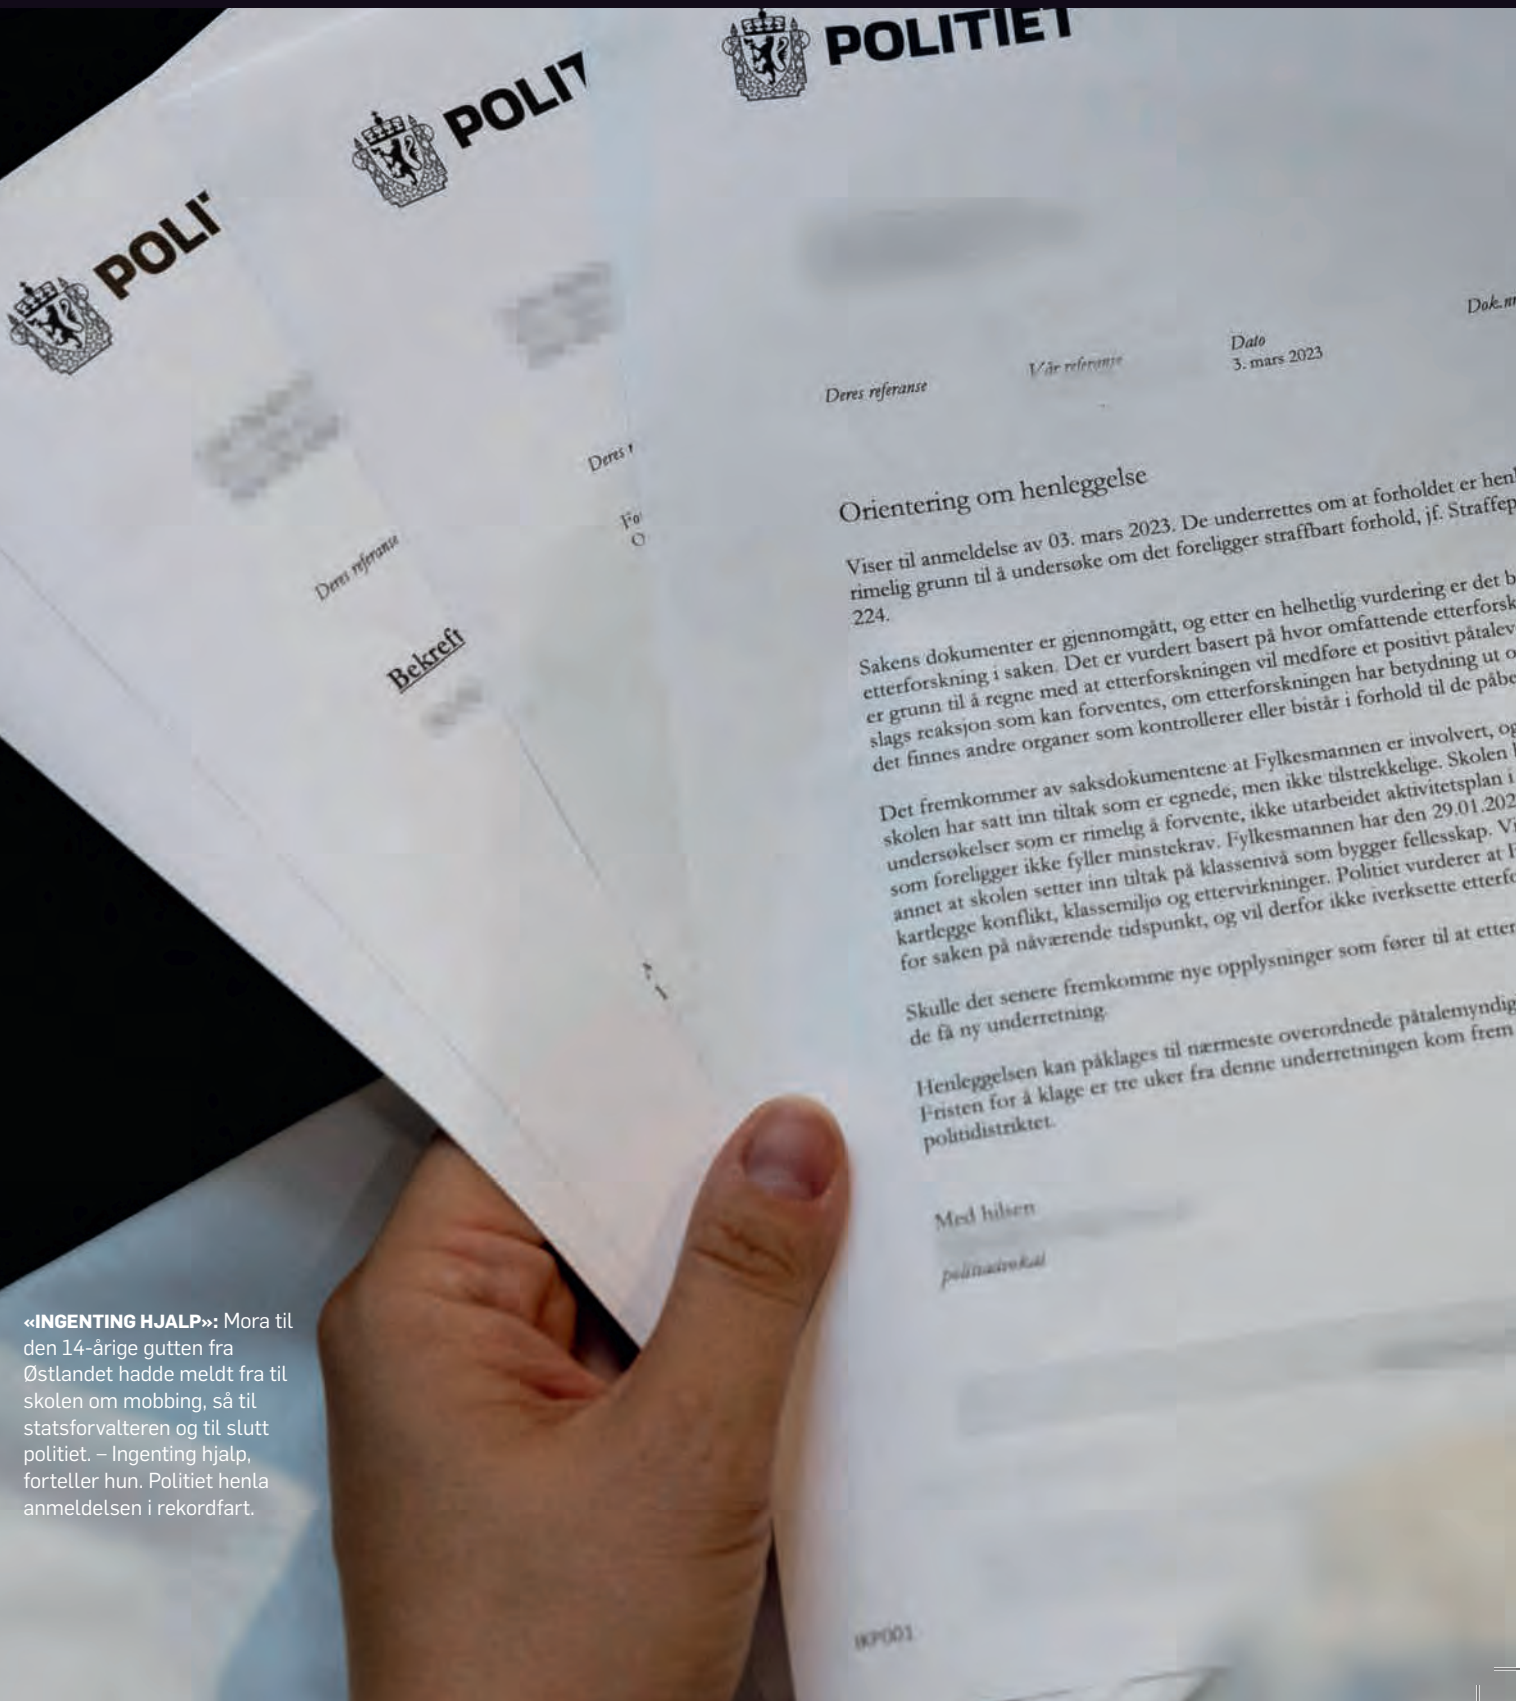 POLITIET
POLIT
POLI
Dok.nr
Dato
3. mars 2023
Vår referanse
Deres referanse
Orientering om henleggelse
Viser til anmeldelse av 03. mars 2023. De underrettes om at forholdet er henl
rimelig grunn til å undersøke om det foreligger straffbart forhold, jf. Straffep
224.
Sakens dokumenter er gjennomgått, og etter en helhetlig vurdering er det b
etterforskning i saken. Det er vurdert basert på hvor omfattende etterforsk
er grunn til å regne med at etterforskningen vil medføre et positivt påtalev
slags reaksjon som kan forventes, om etterforskningen har betydning ut o
det finnes andre organer som kontrollerer eller bistår i forhold til de påbe
Det fremkommer av saksdokumentene at Fylkesmannen er involvert, og
skolen har satt inn tiltak som er egnede, men ikke tilstrekkelige. Skolen
undersøkelser som er rimelig å forvente, ikke utarbeidet aktivitetsplan i
som foreligger ikke fyller minstekrav. Fylkesmannen har den 29.01.202
annet at skolen setter inn tiltak på klassenivå som bygger fellesskap. Vi
kartlegge konflikt, klassemiljø og ettervirkninger. Politiet vurderer at F
for saken på nåværende tidspunkt, og vil derfor ikke iverksette etterfo
Skulle det senere fremkomme nye opplysninger som fører til at etter
de få ny underretning.
Henleggelsen kan påklages til nærmeste overordnede påtalemyndig
Fristen for å klage er tre uker fra denne underretningen kom frem
politidistriktet.
Med hilsen
politiadvokat
Deres r
Fo
O
Deres referanse
Bekreft
«INGENTING HJALP»: Mora til
den 14-årige gutten fra
Østlandet hadde meldt fra til
skolen om mobbing, så til
statsforvalteren og til slutt
politiet. – Ingenting hjalp,
forteller hun. Politiet henla
anmeldelsen i rekordfart.